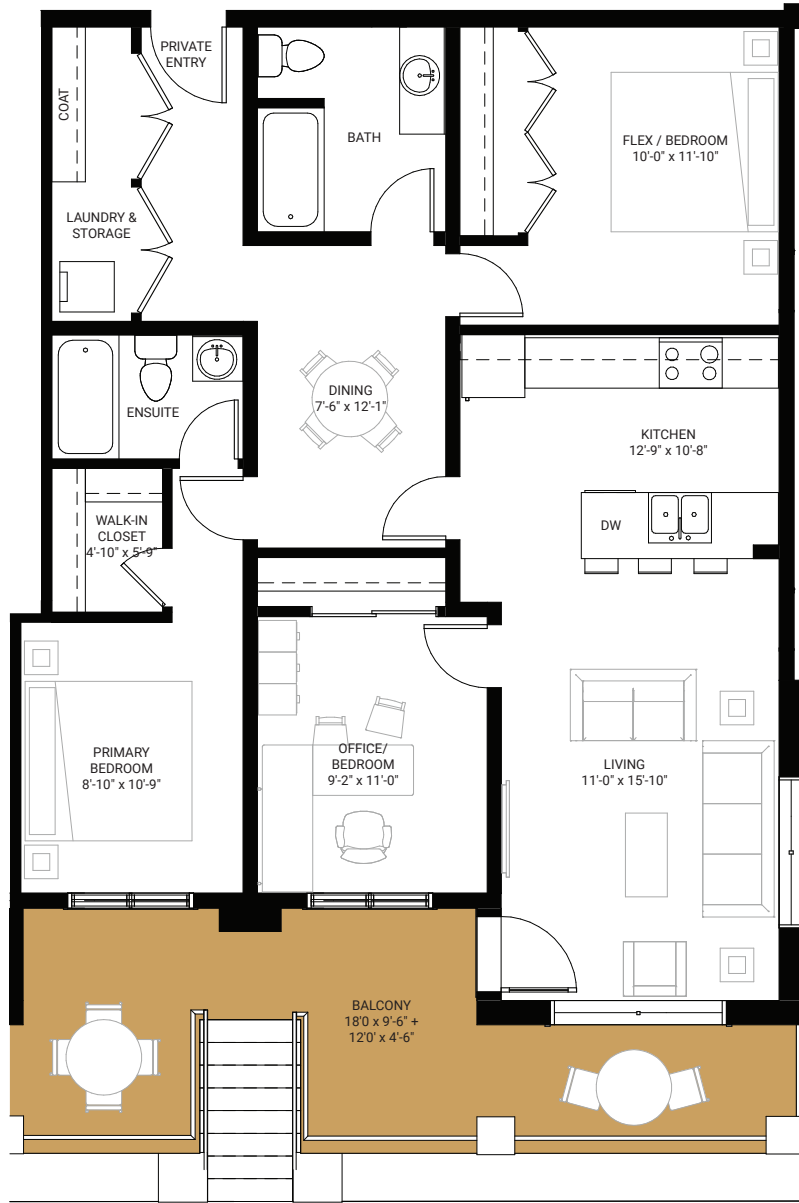 PRIVATE
ENTRY
COAT
BATH
FLEX / BEDROOM
10'-0" x 11'-10"
LAUNDRY &
STORAGE
DINING
7'-6" x 12'-1"
ENSUITE
KITCHEN
12'-9" x 10'-8"
WALK-IN
CLOSET
4'-10" x 5'-9"
DW
PRIMARY
BEDROOM
8'-10" x 10'-9"
OFFICE/
BEDROOM
9'-2" x 11'-0"
LIVING
11'-0" x 15'-10"
BALCONY
18'0 x 9'-6" +
12'0' x 4'-6"